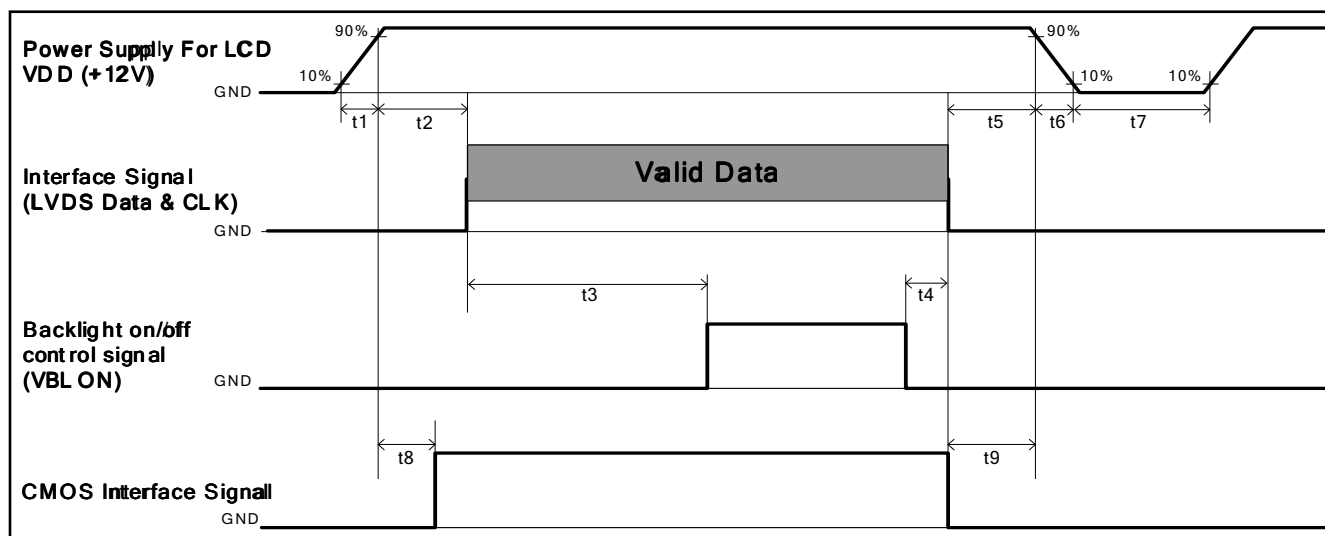 90%
90%
Power Supply For LCD
VDD (+12V)
10%
10%
10%
GND
t1
t2
t5
t6
t7
Valid Data
Interface Signal
(LVDS Data & CLK)
GND
t3
t4
Backlight on/off
control signal
(VBL ON)
GND
t8
t9
CMOS Interface Signal
GND